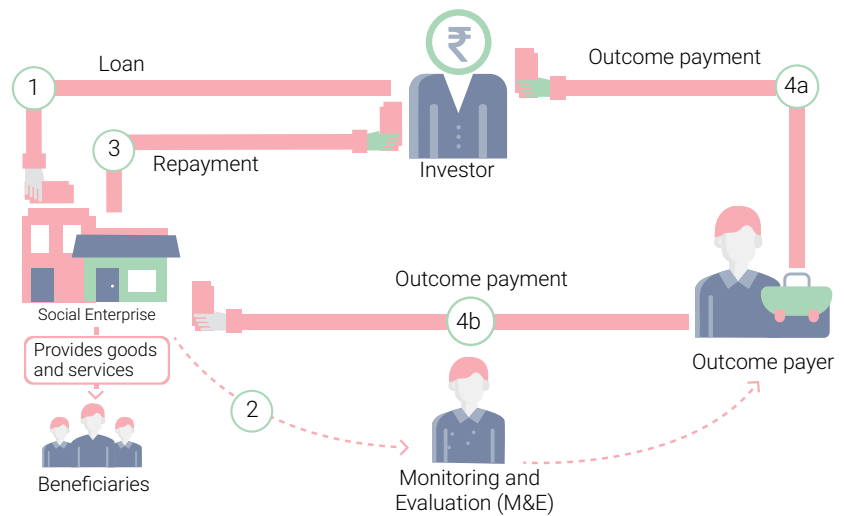 ₹
Loan
Outcome payment
1
4a
3
Repayment
Investor
Outcome payment
Social Enterprise
4b
Provides goods
and services
Outcome payer
2
Beneficiaries
Monitoring and
Evaluation (M&E)